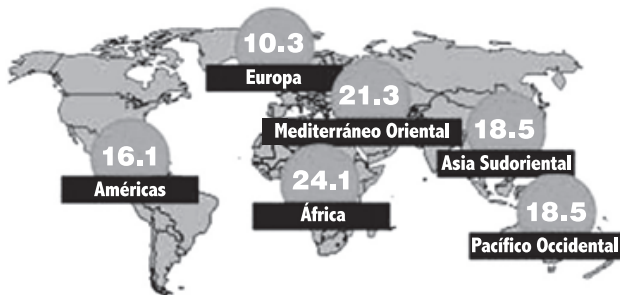 10.3
Europa
21.3
Mediterráneo Oriental
18.5
Asia Sudoriental
16.1
Américas
24.1
África
18.5
Pacífico Occidental